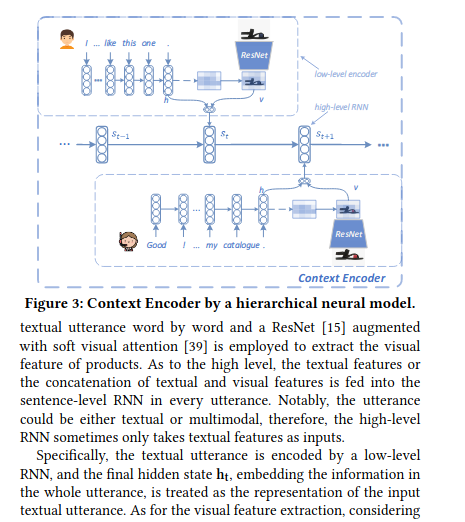 I ... like this one .
ResNet
low-level encoder
h
v
high-level RNN
...
S_{t-1}
S_t
S_{t+1}
...
h
v
ResNet
Good I ... my catalogue .
Context Encoder
Figure 3: Context Encoder by a hierarchical neural model.
textual utterance word by word and a ResNet [15] augmented
with soft visual attention [39] is employed to extract the visual
feature of products. As to the high level, the textual features or
the concatenation of textual and visual features is fed into the
sentence-level RNN in every utterance. Notably, the utterance
could be either textual or multimodal, therefore, the high-level
RNN sometimes only takes textual features as inputs.
Specifically, the textual utterance is encoded by a low-level
RNN, and the final hidden state h_t, embedding the information in
the whole utterance, is treated as the representation of the input
textual utterance. As for the visual feature extraction, considering